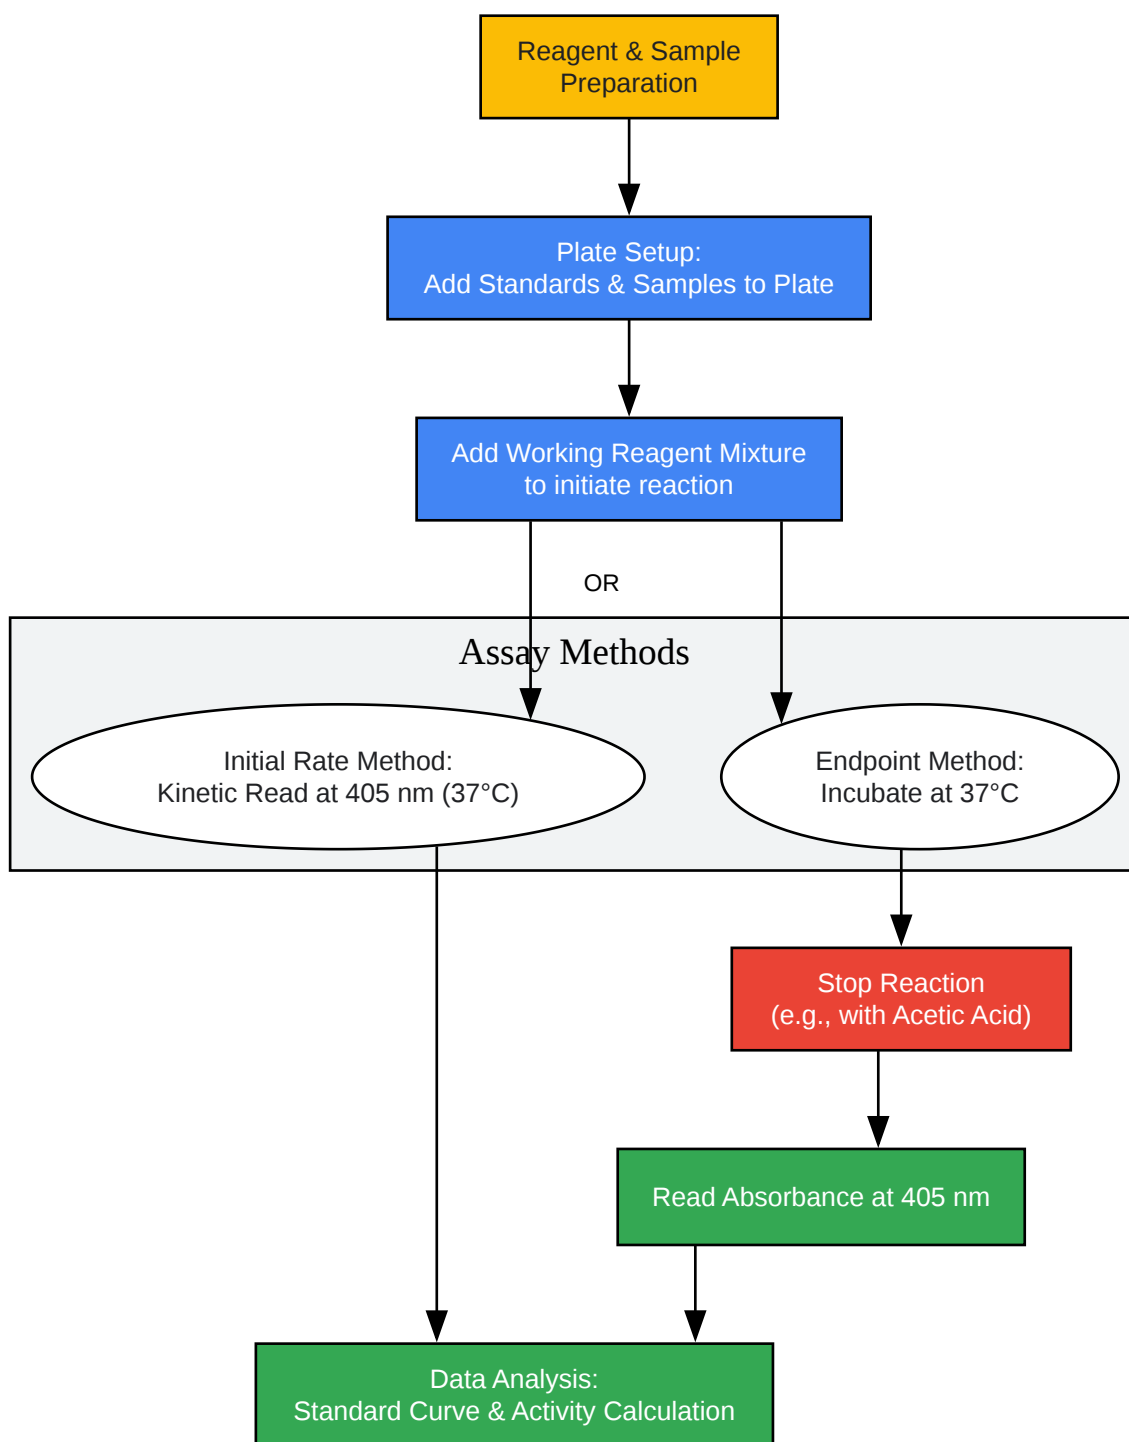 Reagent & Sample
Preparation
Plate Setup:
Add Standards & Samples to Plate
Add Working Reagent Mixture
to initiate reaction
OR
Assay Methods
Initial Rate Method:
Kinetic Read at 405 nm (37°C)
Endpoint Method:
Incubate at 37°C
Stop Reaction
(e.g., with Acetic Acid)
Read Absorbance at 405 nm
Data Analysis:
Standard Curve & Activity Calculation